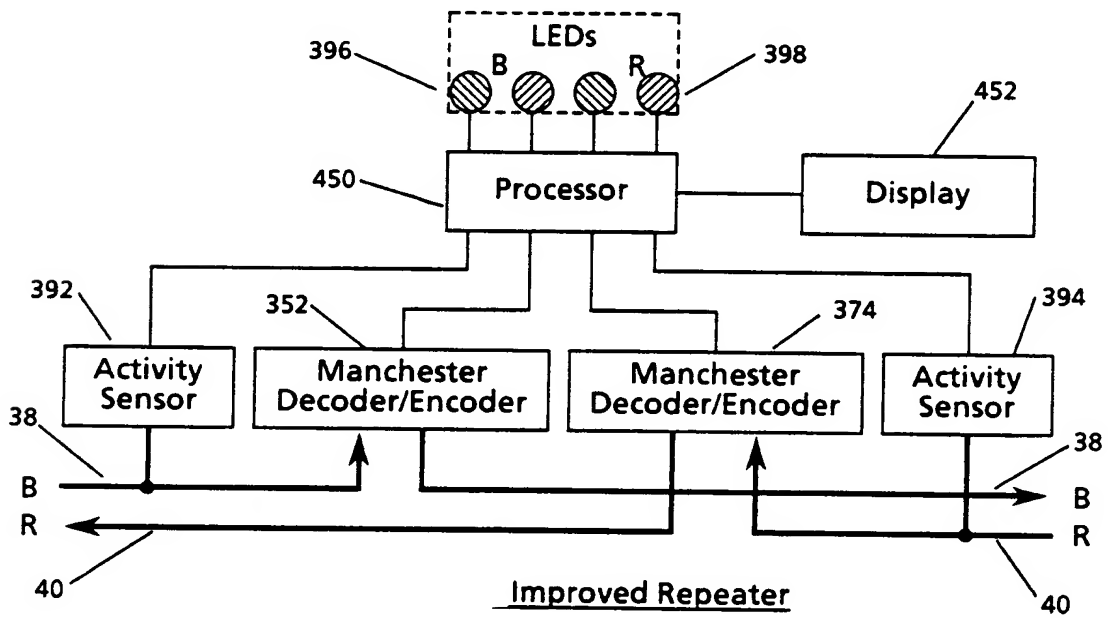 LEDs
396
B
R
398
452
450
Processor
Display
392
352
374
394
Activity
Sensor
Manchester
Decoder/Encoder
Manchester
Decoder/Encoder
Activity
Sensor
38
38
B
B
R
R
40
40
Improved Repeater